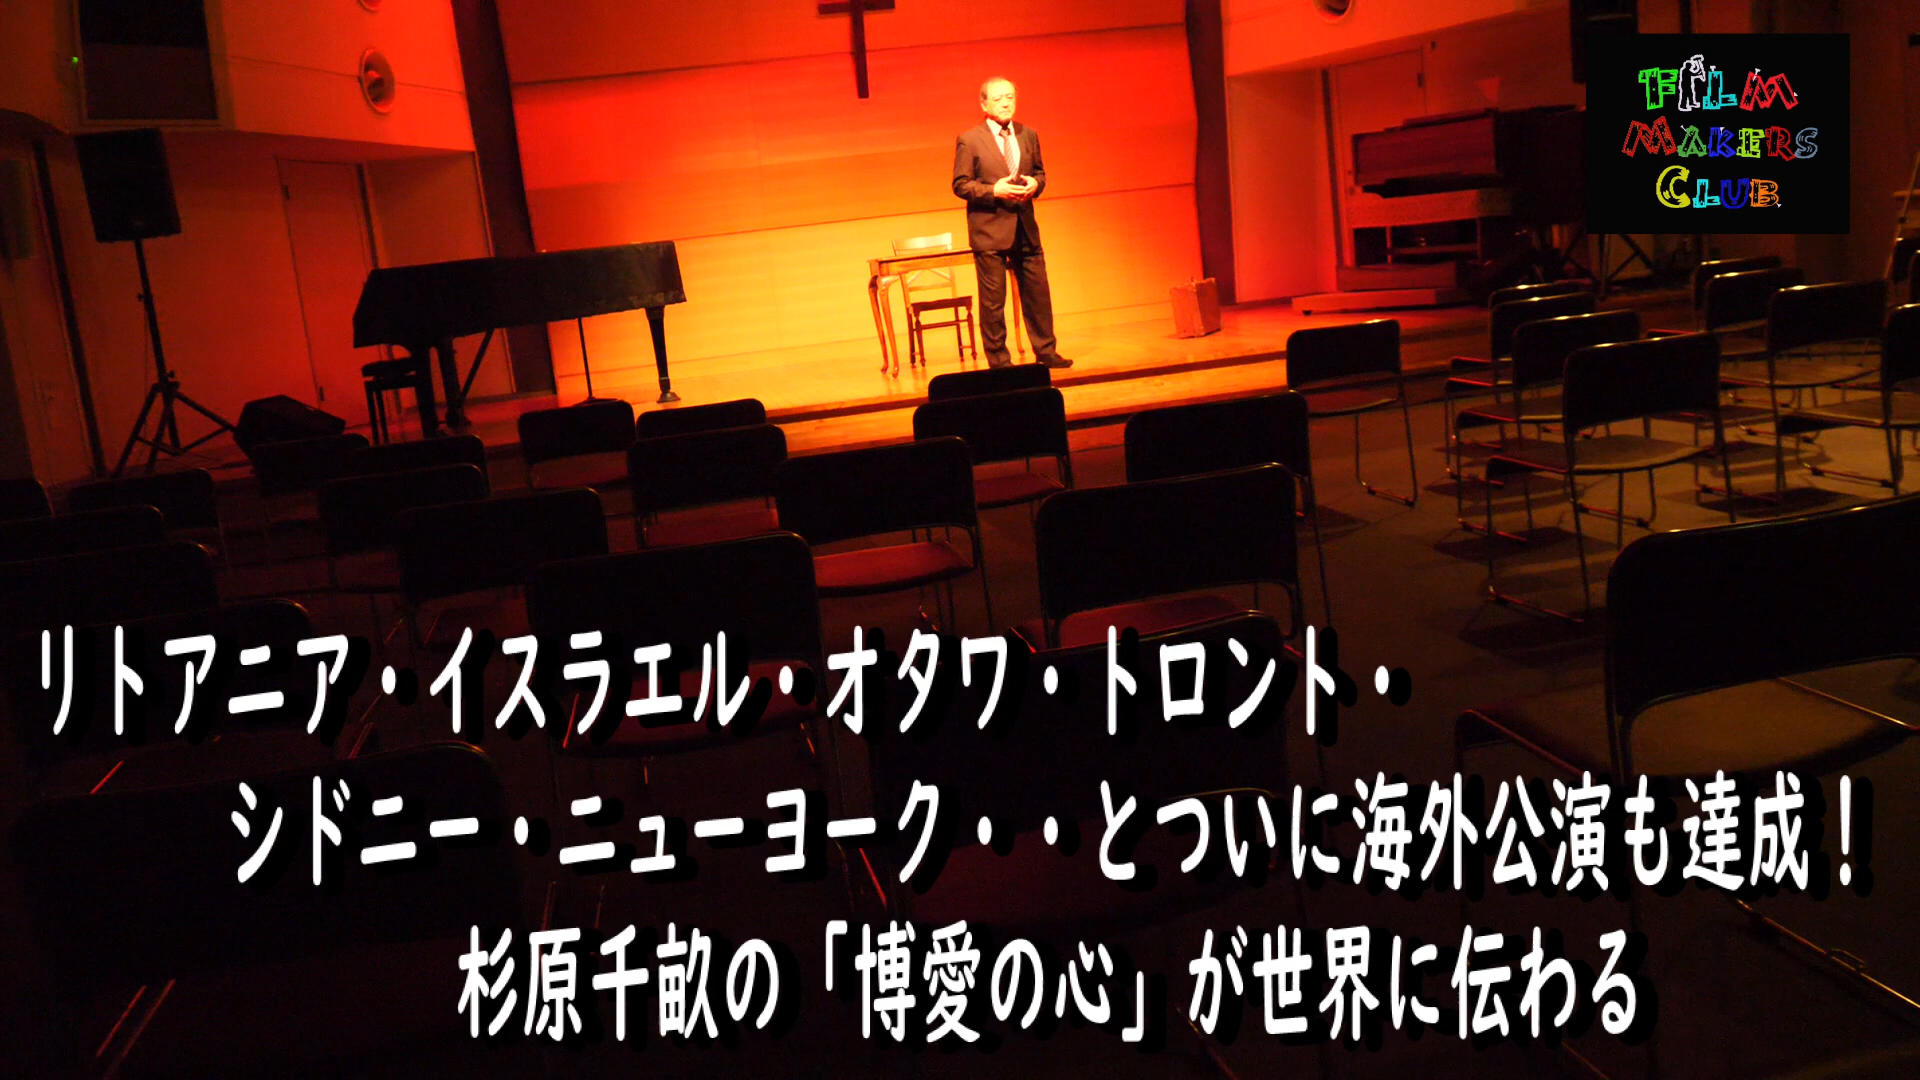 FiLM
MAKERS
CLUB
リトアニア・イスラエル・オタワ・トロント・
シドニー・ニューヨーク・・とついに海外公演も達成！
杉原千畝の「博愛の心」が世界に伝わる